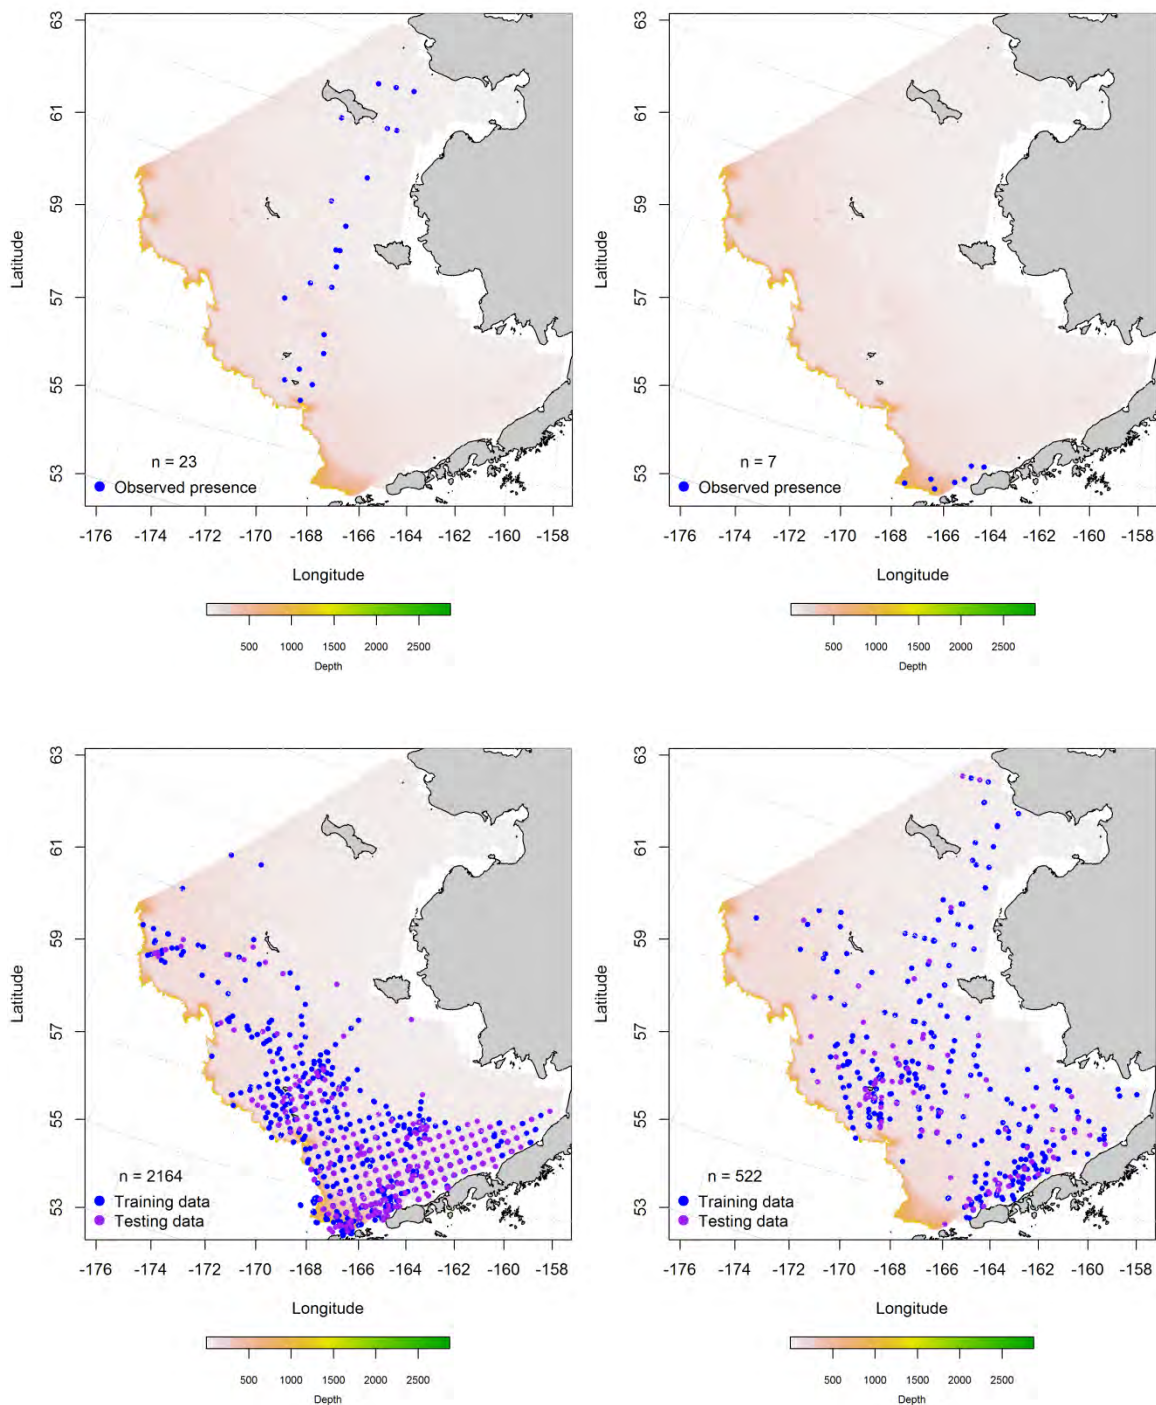 63
61
59
57
55
53
Latitude
n = 23
Observed presence
-176 -174 -172 -170 -168 -166 -164 -162 -160 -158
Longitude
500 1000 1500 2000 2500
Depth
63
61
59
57
55
53
Latitude
n = 7
Observed presence
-176 -174 -172 -170 -168 -166 -164 -162 -160 -158
Longitude
500 1000 1500 2000 2500
Depth
63
61
59
57
55
53
Latitude
n = 2164
Training data
Testing data
-176 -174 -172 -170 -168 -166 -164 -162 -160 -158
Longitude
500 1000 1500 2000 2500
Depth
63
61
59
57
55
53
Latitude
n = 522
Training data
Testing data
-176 -174 -172 -170 -168 -166 -164 -162 -160 -158
Longitude
500 1000 1500 2000 2500
Depth